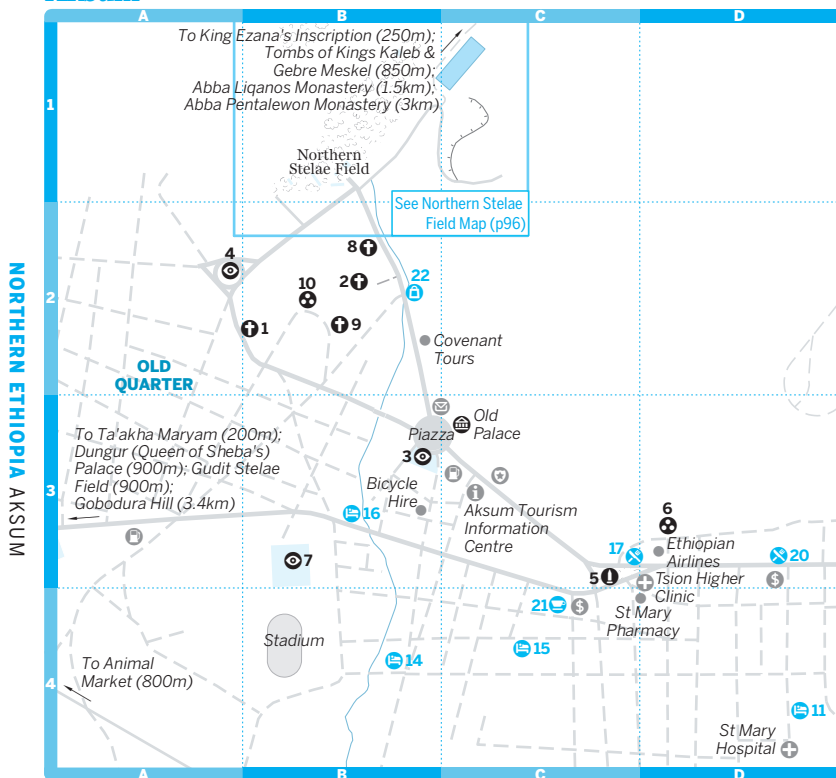 A B C D
To King Ezana's Inscription (250m);
Tombs of Kings Kaleb &
Gebre Meskel (850m);
Abba Liqanos Monastery (1.5km);
Abba Pentalewon Monastery (3km)
1
Northern
Stelae Field
See Northern Stelae
Field Map (p96)
4
8
10
2
22
2
1
9
Covenant
Tours
NORTHERN ETHIOPIA AKSUM
OLD
QUARTER
Old
Palace
Piazza
3
To Ta'akha Maryam (200m);
Dungur (Queen of Sheba's)
Palace (900m); Gudit Stelae
Field (900m);
Gobodura Hill (3.4km)
3
Bicycle
Hire
16
Aksum Tourism
Information
Centre
6
17
Ethiopian
Airlines
20
7
5
Tsion Higher
Clinic
$
21
$
St Mary
Pharmacy
Stadium
14
15
4
To Animal
Market (800m)
11
St Mary
Hospital
A B C D